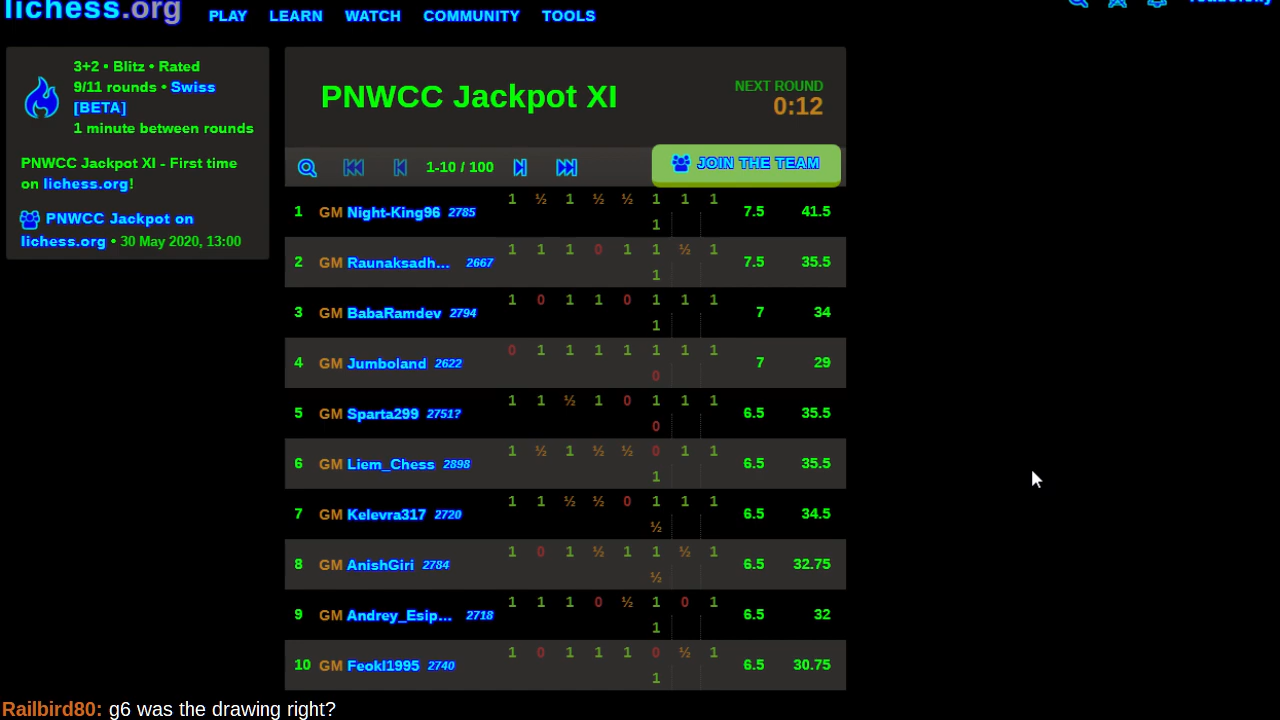 lichess.org
PLAY LEARN WATCH COMMUNITY TOOLS
3+2 • Blitz • Rated
9/11 rounds • Swiss
[BETA]
1 minute between rounds
PNWCC Jackpot XI - First time
on lichess.org!
PNWCC Jackpot on
lichess.org • 30 May 2020, 13:00
PNWCC Jackpot XI
NEXT ROUND
0:12
1-10 / 100
JOIN THE TEAM
1 GM Night-King96 2785 1 ½ 1 ½ ½ 1 1 1 7.5 41.5
1
2 GM Raunaksadh... 2667 1 1 1 0 1 1 ½ 1 7.5 35.5
1
3 GM BabaRamdev 2794 1 0 1 1 0 1 1 1 7 34
1
4 GM Jumboland 2622 0 1 1 1 1 1 1 1 7 29
0
5 GM Sparta299 2751? 1 1 ½ 1 0 1 1 1 6.5 35.5
0
6 GM Liem_Chess 2898 1 ½ 1 ½ ½ 0 1 1 6.5 35.5
1
7 GM Kelevra317 2720 1 1 ½ ½ 0 1 1 1 6.5 34.5
½
8 GM AnishGiri 2784 1 0 1 ½ 1 1 ½ 1 6.5 32.75
½
9 GM Andrey_Esip... 2718 1 1 1 0 ½ 1 0 1 6.5 32
1
10 GM Feokl1995 2740 1 0 1 1 1 0 ½ 1 6.5 30.75
1
Railbird80: g6 was the drawing right?